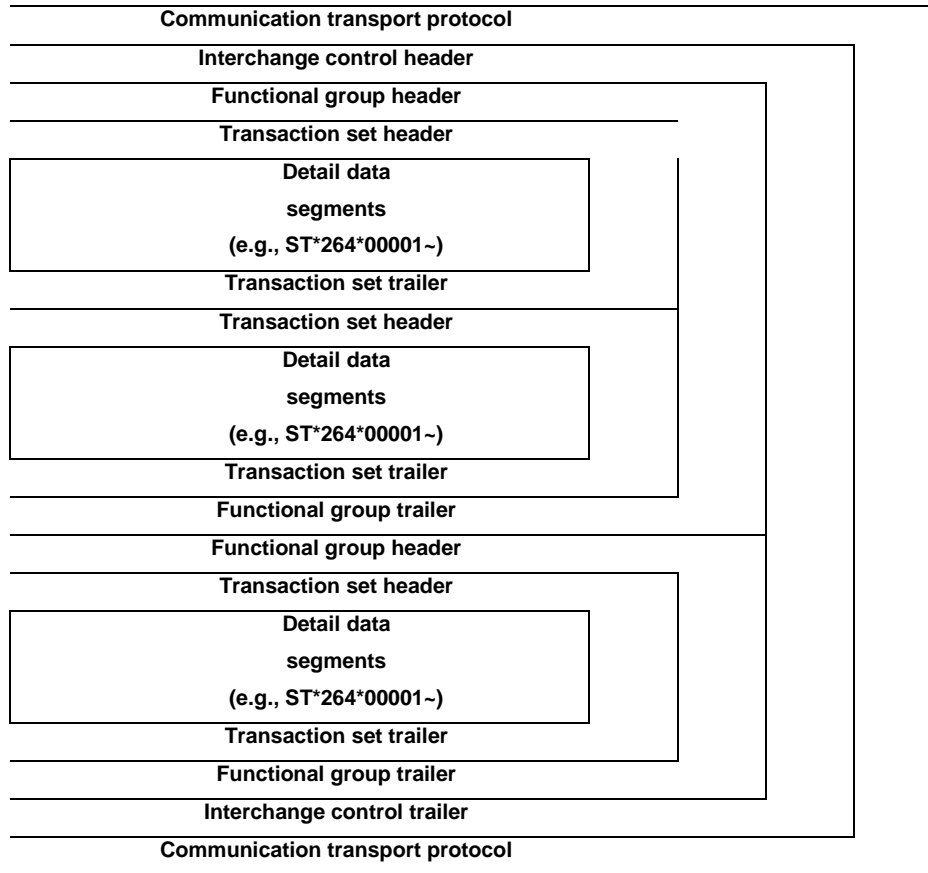 Communication transport protocol
Interchange control header
Functional group header
Transaction set header
Detail data
segments
(e.g., ST*264*00001~)
Transaction set trailer
Transaction set header
Detail data
segments
(e.g., ST*264*00001~)
Transaction set trailer
Functional group trailer
Functional group header
Transaction set header
Detail data
segments
(e.g., ST*264*00001~)
Transaction set trailer
Functional group trailer
Interchange control trailer
Communication transport protocol